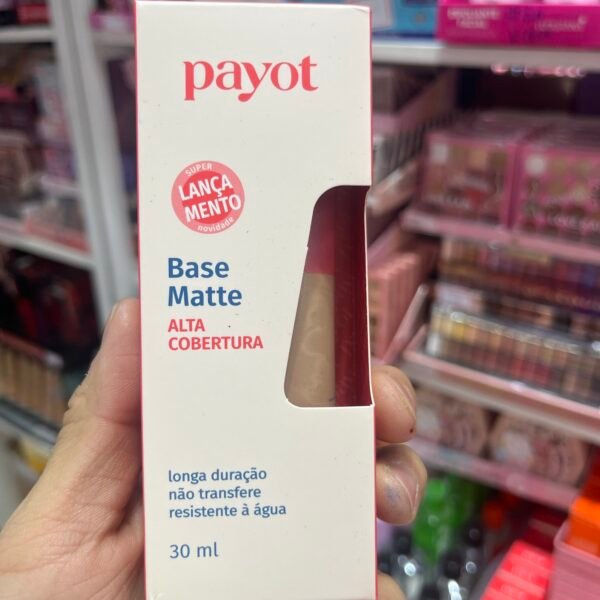 payot
SUPER
LANÇA
MENTO
novidade
Base
Matte
ALTA
COBERTURA
longa duração
não transfere
resistente à água
30 ml